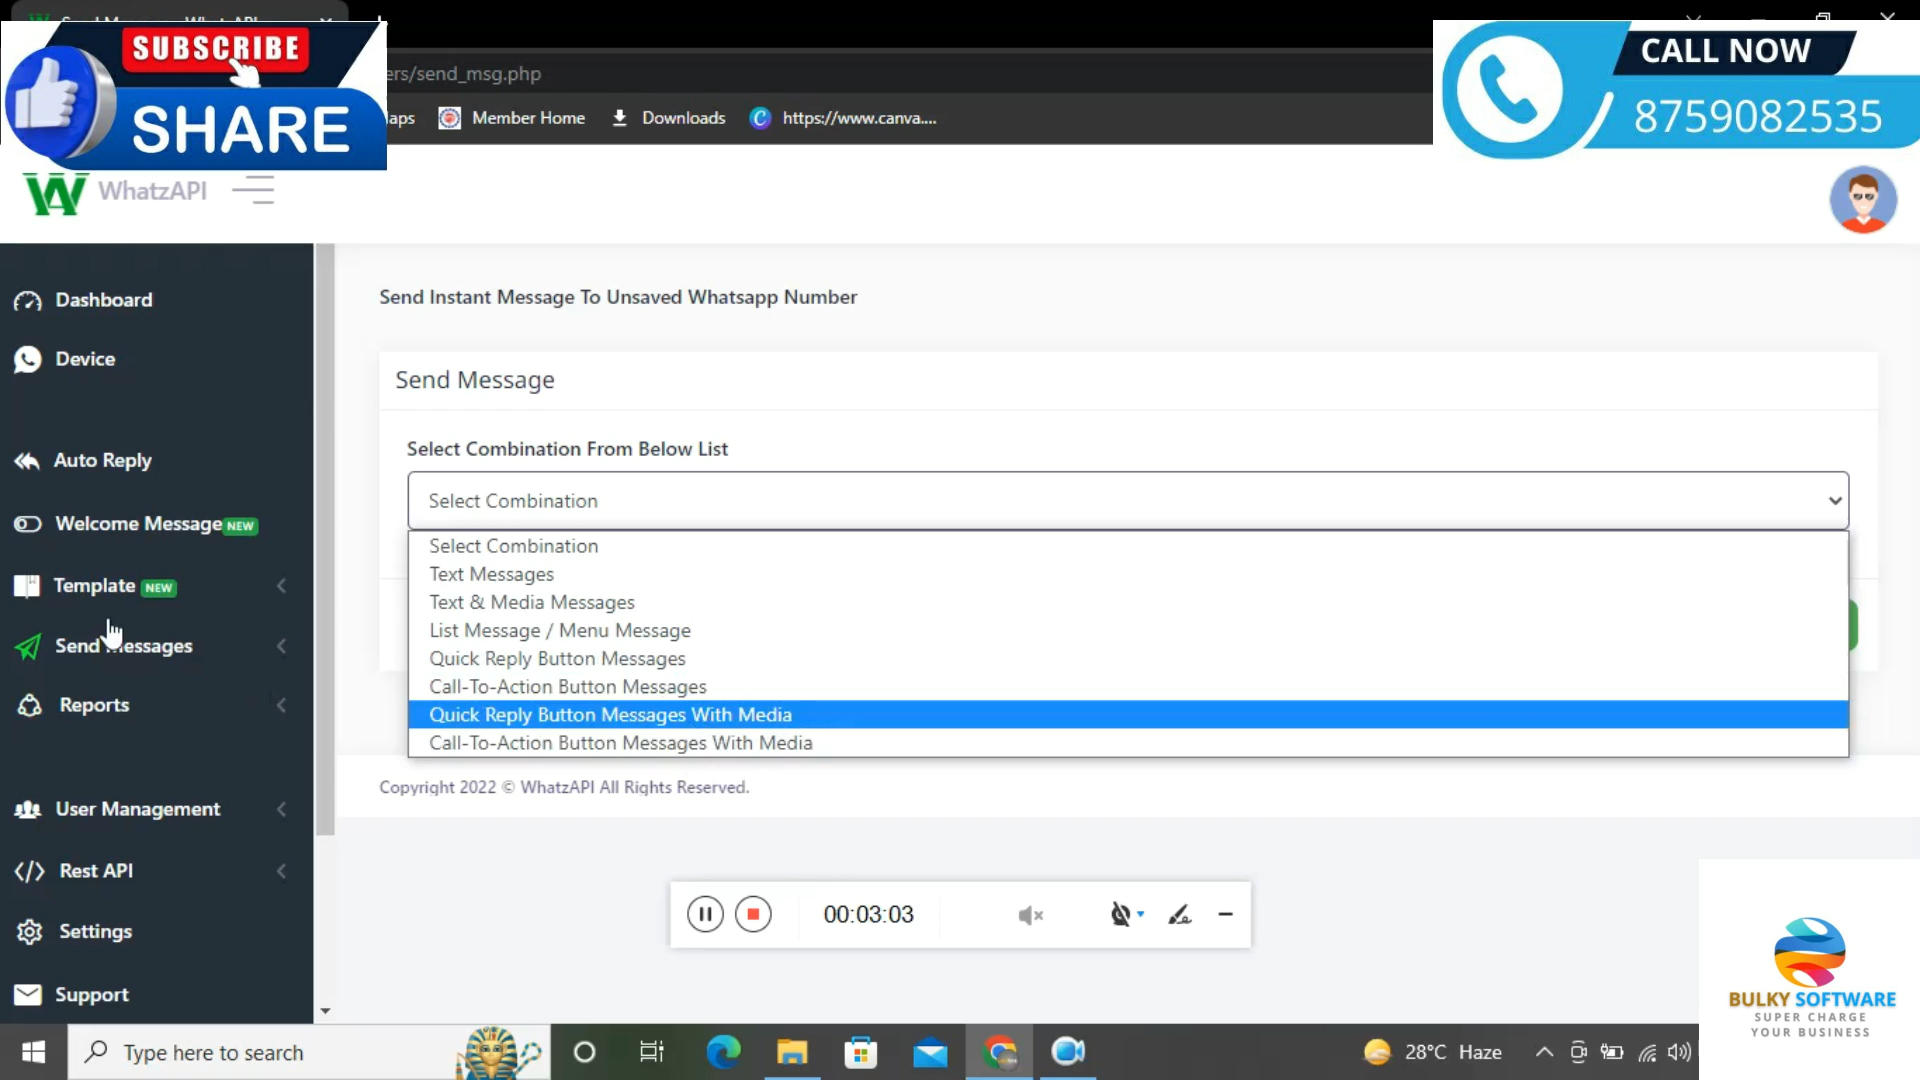 SUBSCRIBE
SHARE
CALL NOW
8759082535
ers/send_msg.php
Member Home
Downloads
https://www.canva....
WhatzAPI
Dashboard
Device
Auto Reply
Welcome Message NEW
Template NEW
Send Messages
Reports
User Management
Rest API
Settings
Support
Send Instant Message To Unsaved Whatsapp Number
Send Message
Select Combination From Below List
Select Combination
Select Combination
Text Messages
Text & Media Messages
List Message / Menu Message
Quick Reply Button Messages
Call-To-Action Button Messages
Quick Reply Button Messages With Media
Call-To-Action Button Messages With Media
Copyright 2022 © WhatzAPI All Rights Reserved.
00:03:03
BULKY SOFTWARE
SUPER CHARGE
YOUR BUSINESS
Type here to search
28°C Haze